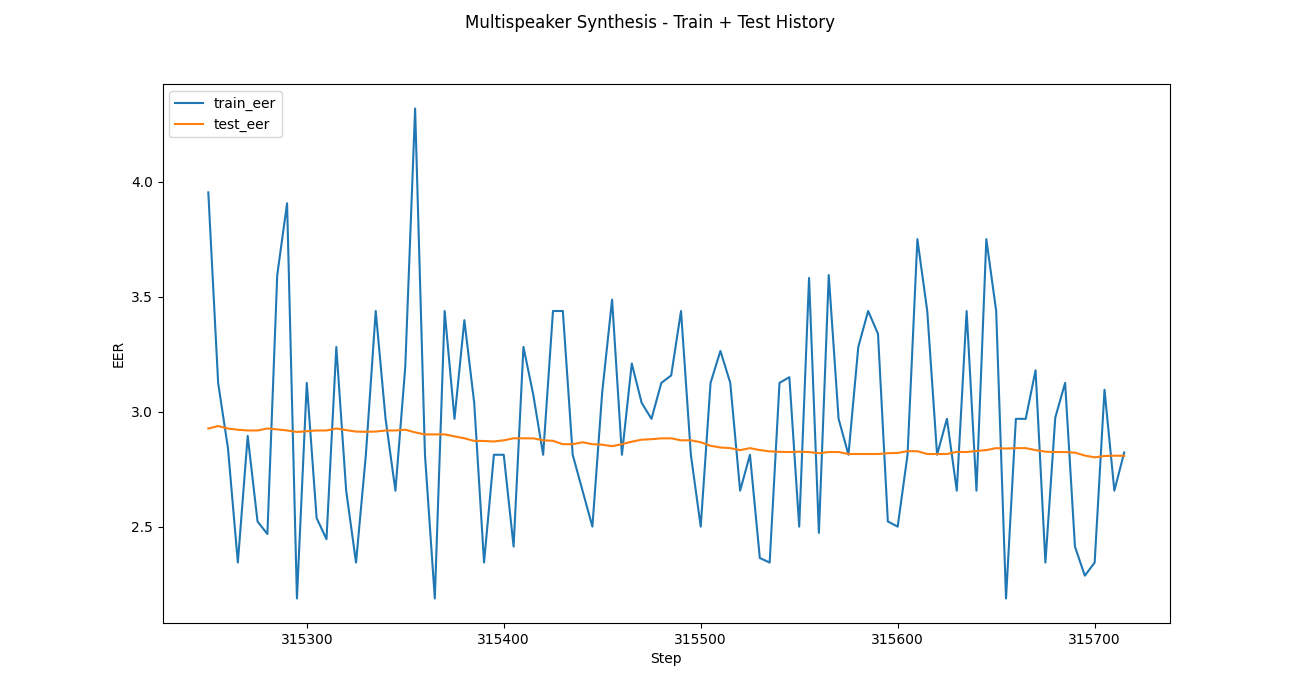 Multispeaker Synthesis - Train + Test History
train_eer
test_eer
4.0
3.5
3.0
2.5
EER
315300 315400 315500 315600 315700
Step